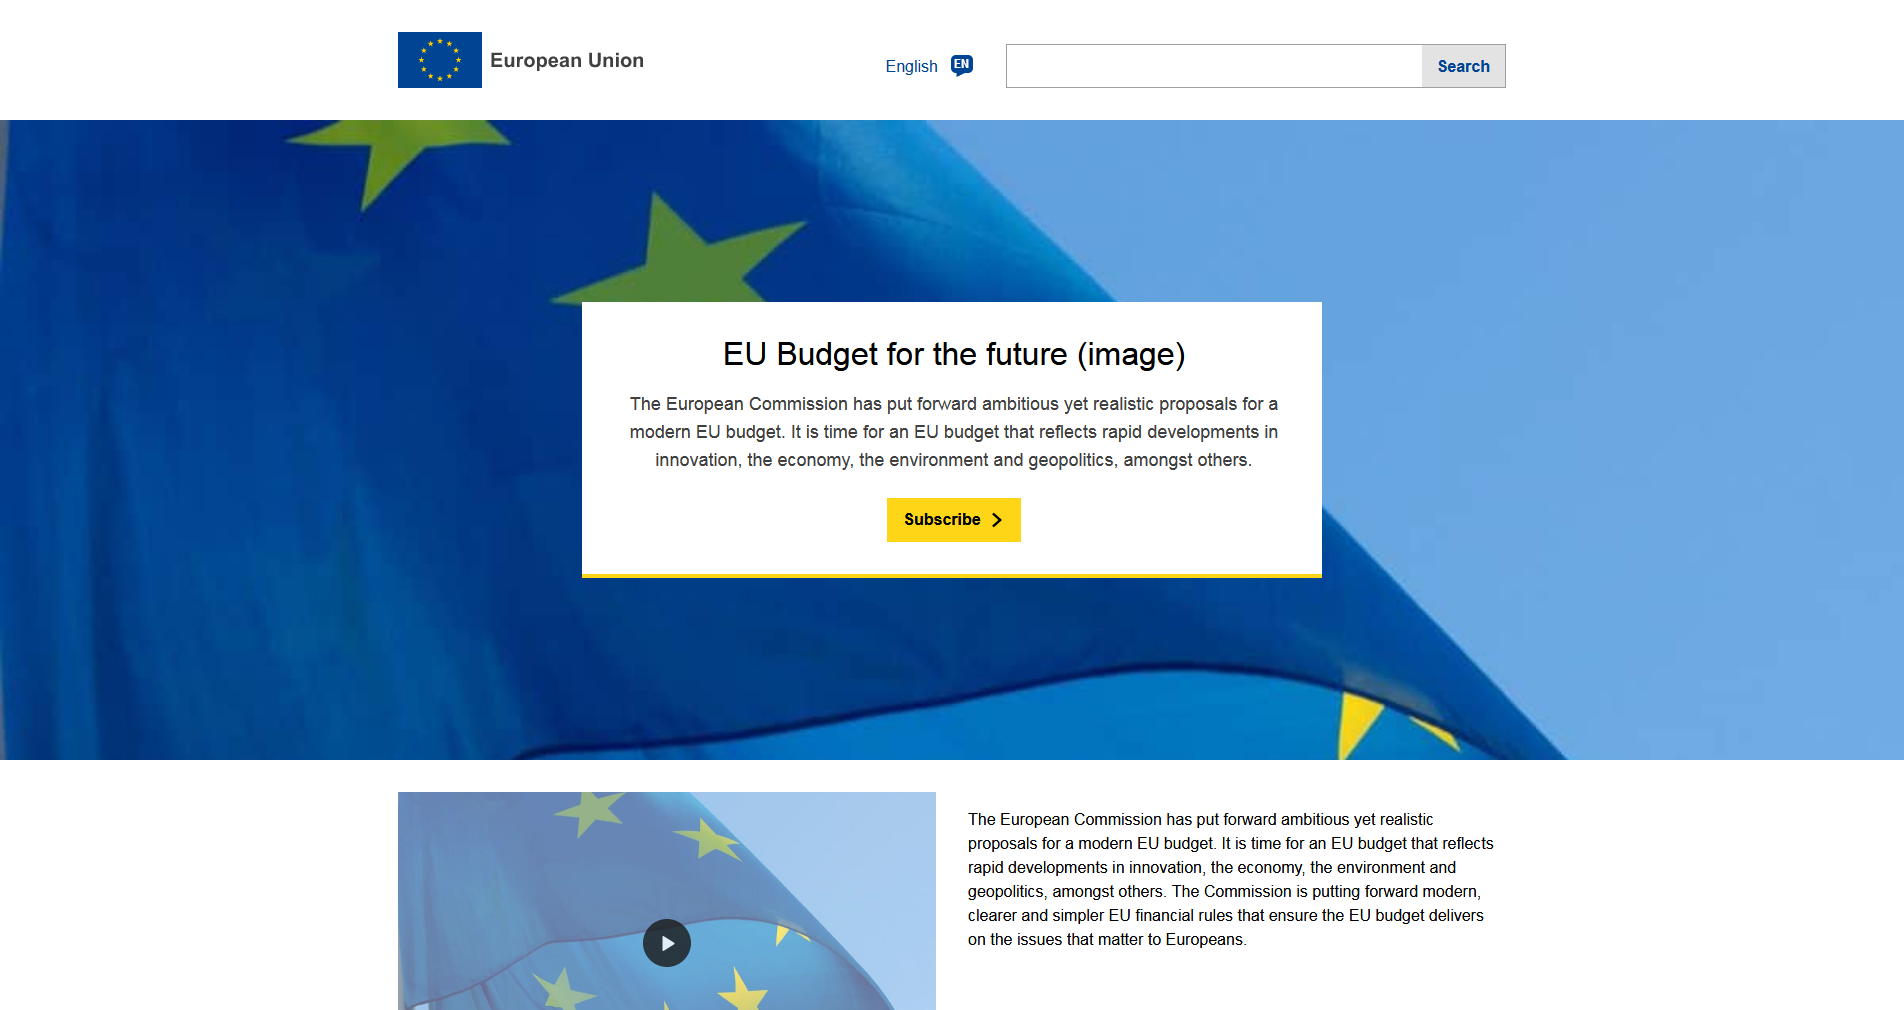 European Union
English EN
Search
EU Budget for the future (image)
The European Commission has put forward ambitious yet realistic proposals for a
modern EU budget. It is time for an EU budget that reflects rapid developments in
innovation, the economy, the environment and geopolitics, amongst others.
Subscribe
The European Commission has put forward ambitious yet realistic
proposals for a modern EU budget. It is time for an EU budget that reflects
rapid developments in innovation, the economy, the environment and
geopolitics, amongst others. The Commission is putting forward modern,
clearer and simpler EU financial rules that ensure the EU budget delivers
on the issues that matter to Europeans.